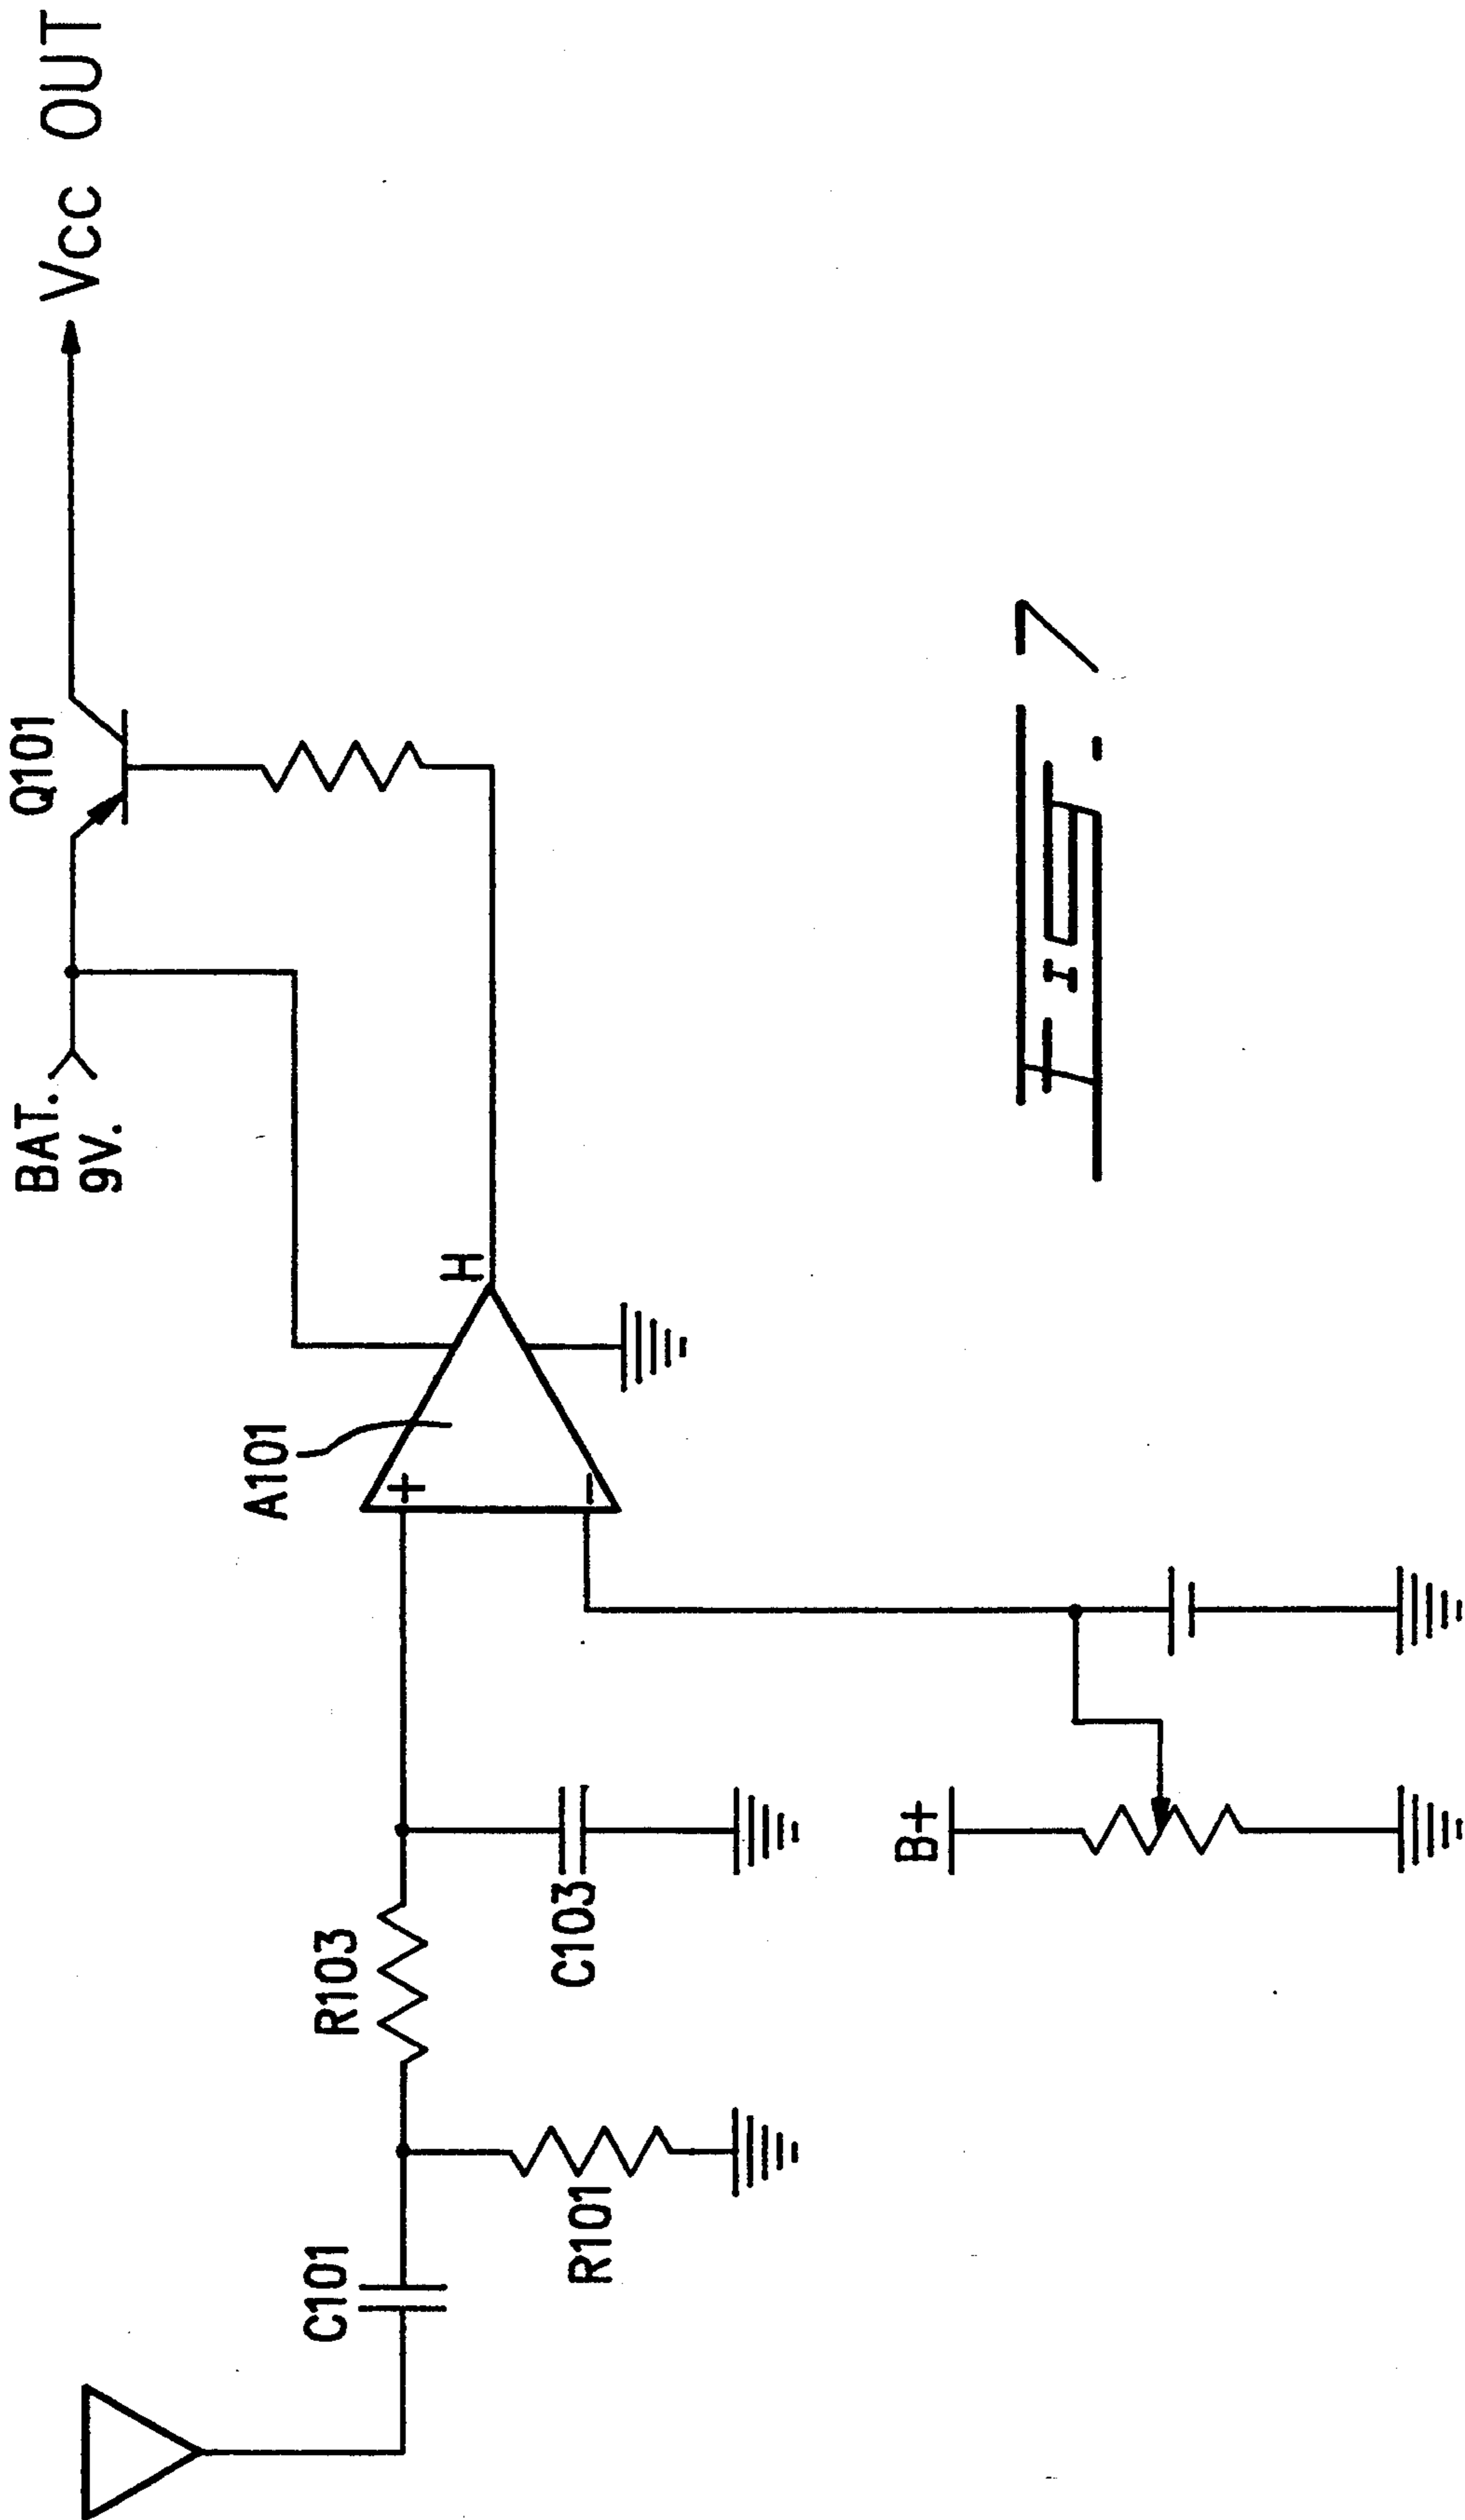 Q101
BAT.
9V.
Vcc OUT
A101
+
-
H
R103
C101
C103
R101
B+
Fig. 7